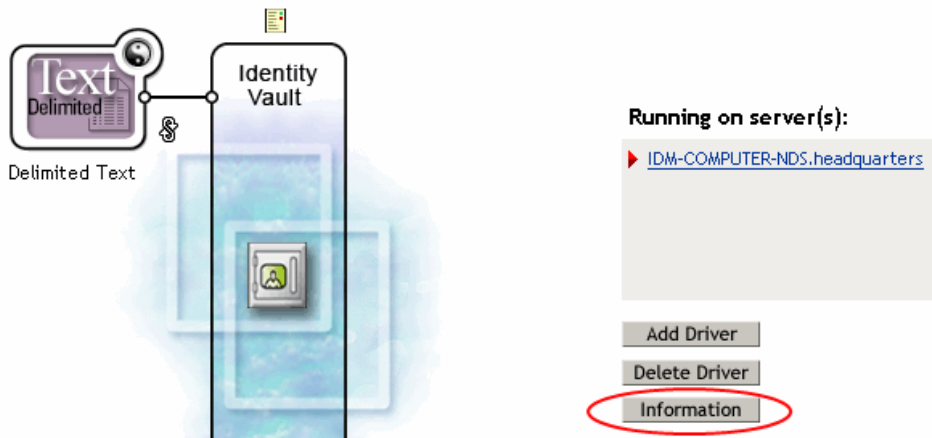 Text
Delimited
Delimited Text
Identity
Vault
Running on server(s):
IDM-COMPUTER-NDS.headquarters
Add Driver
Delete Driver
Information